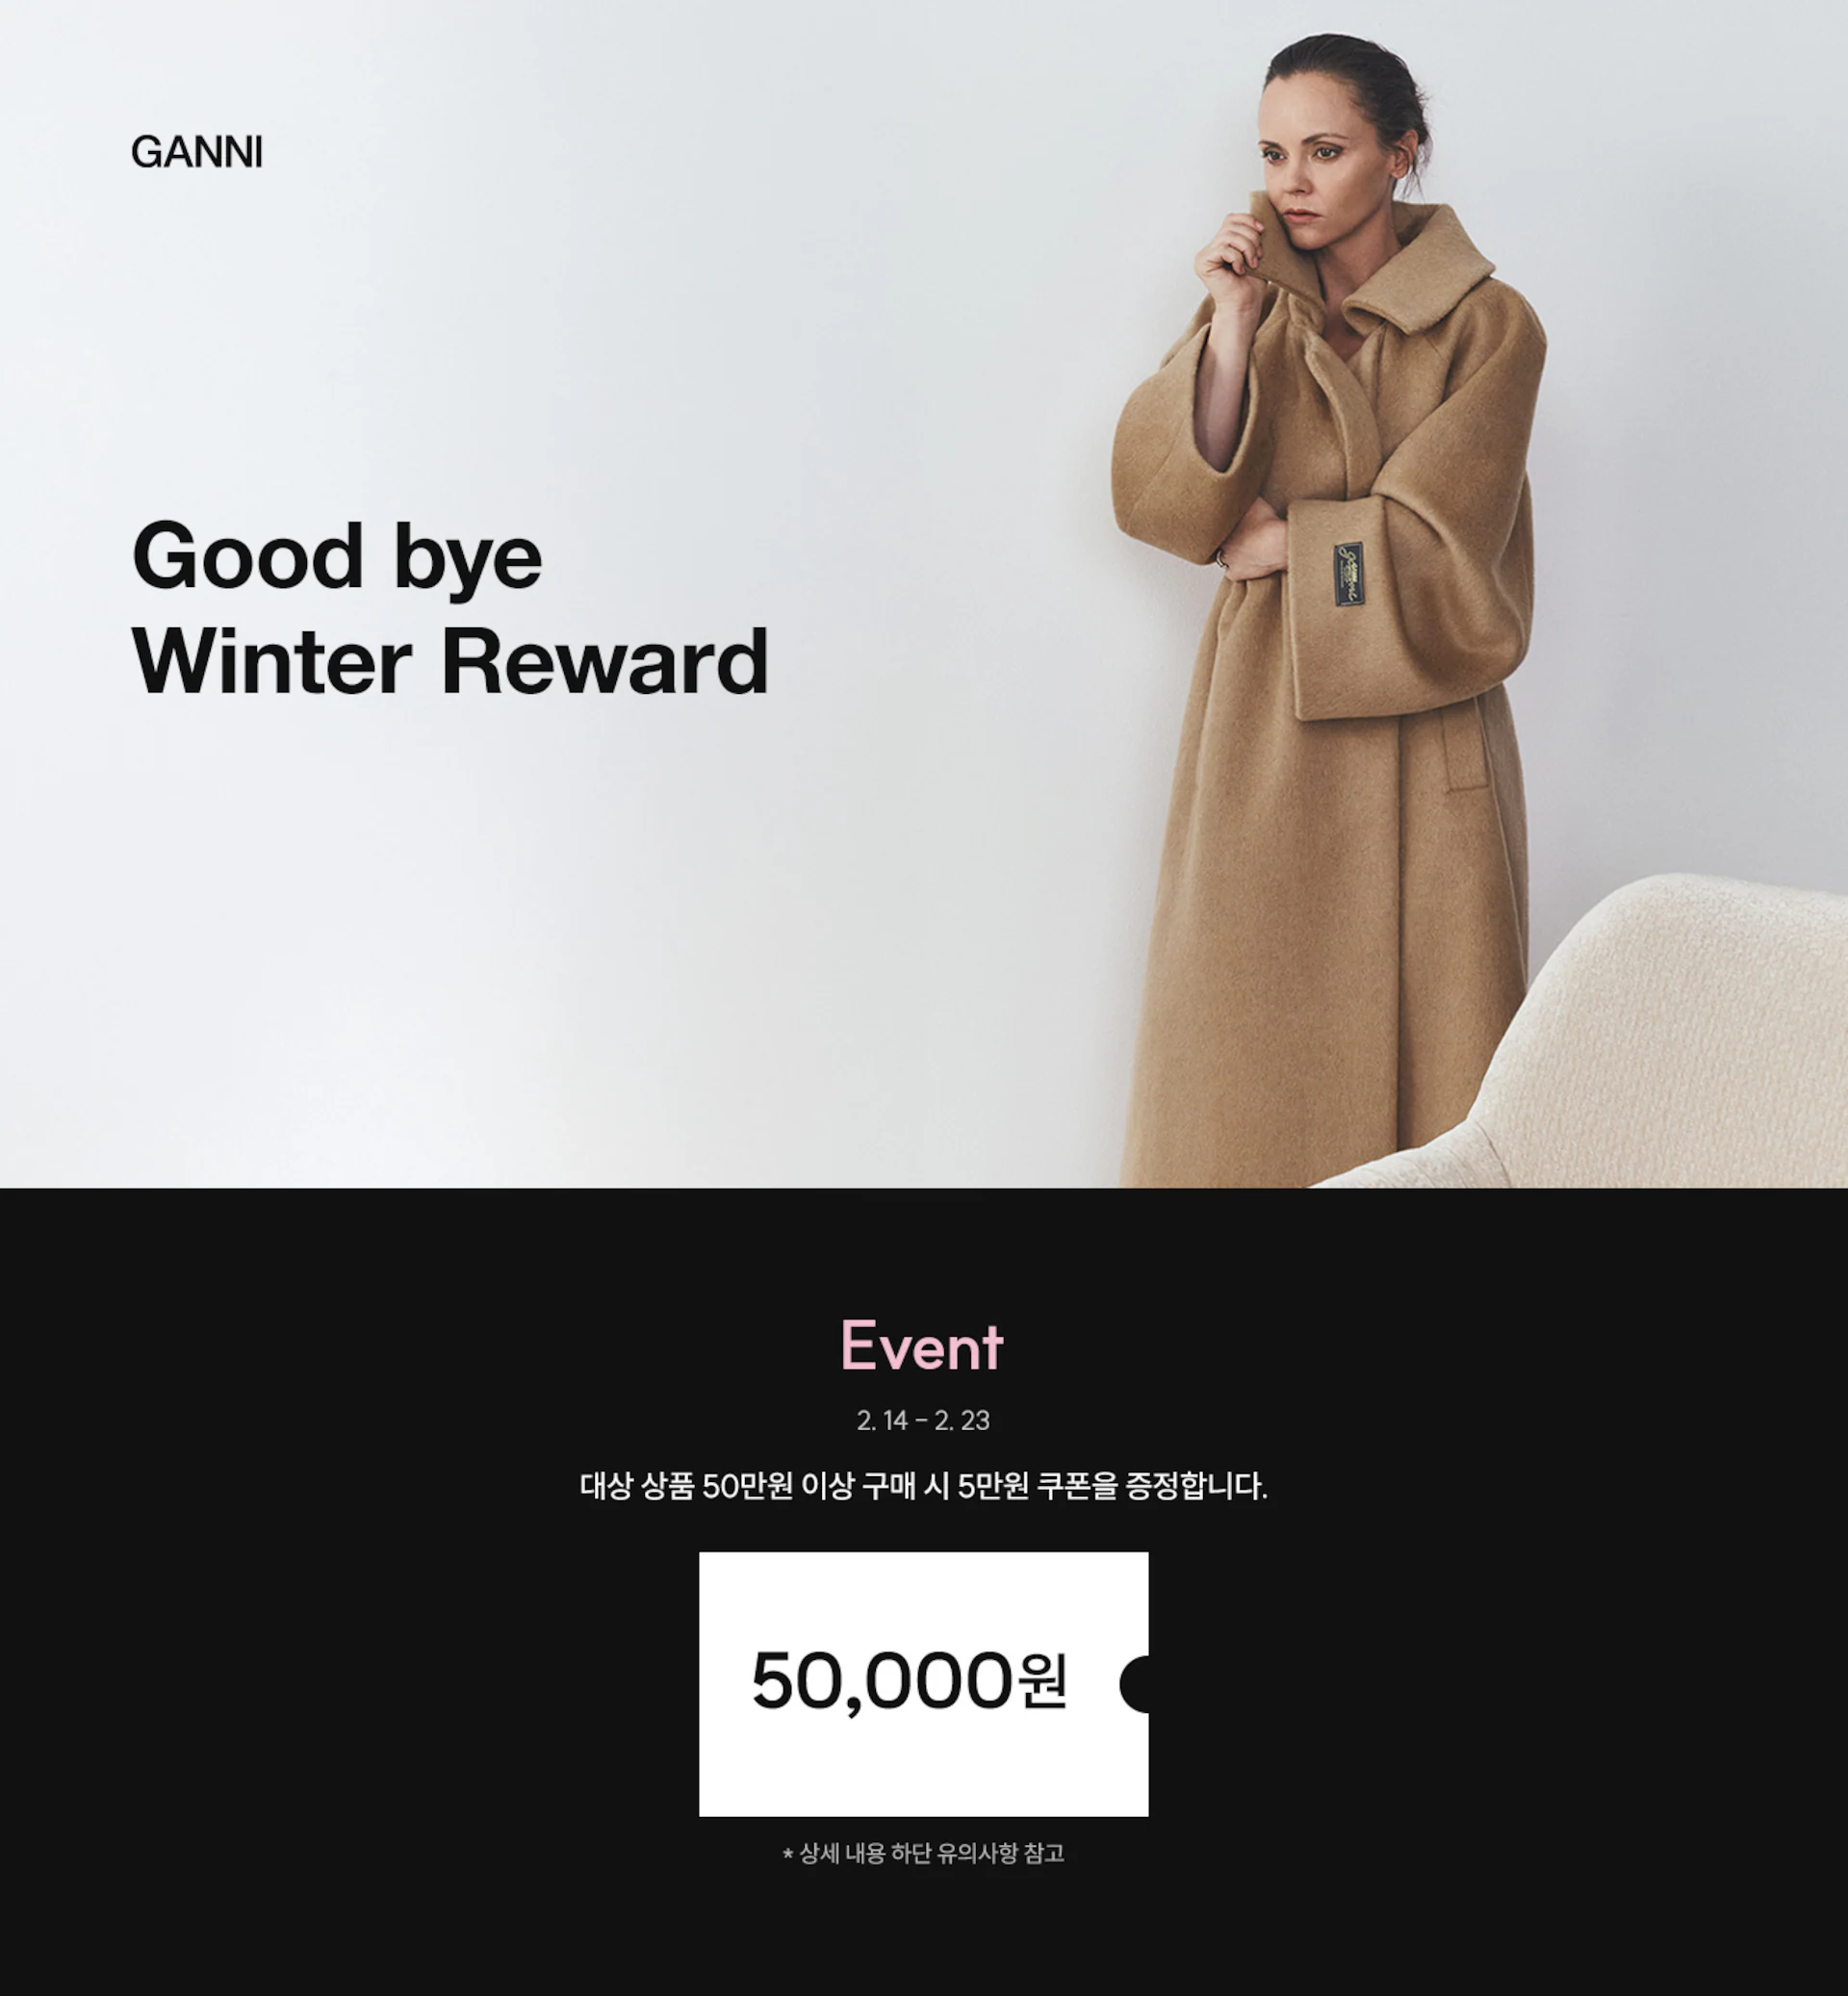 GANNI
Good bye
Winter Reward
Event
2. 14 – 2. 23
대상 상품 50만원 이상 구매 시 5만원 쿠폰을 증정합니다.
50,000원
* 상세 내용 하단 유의사항 참고